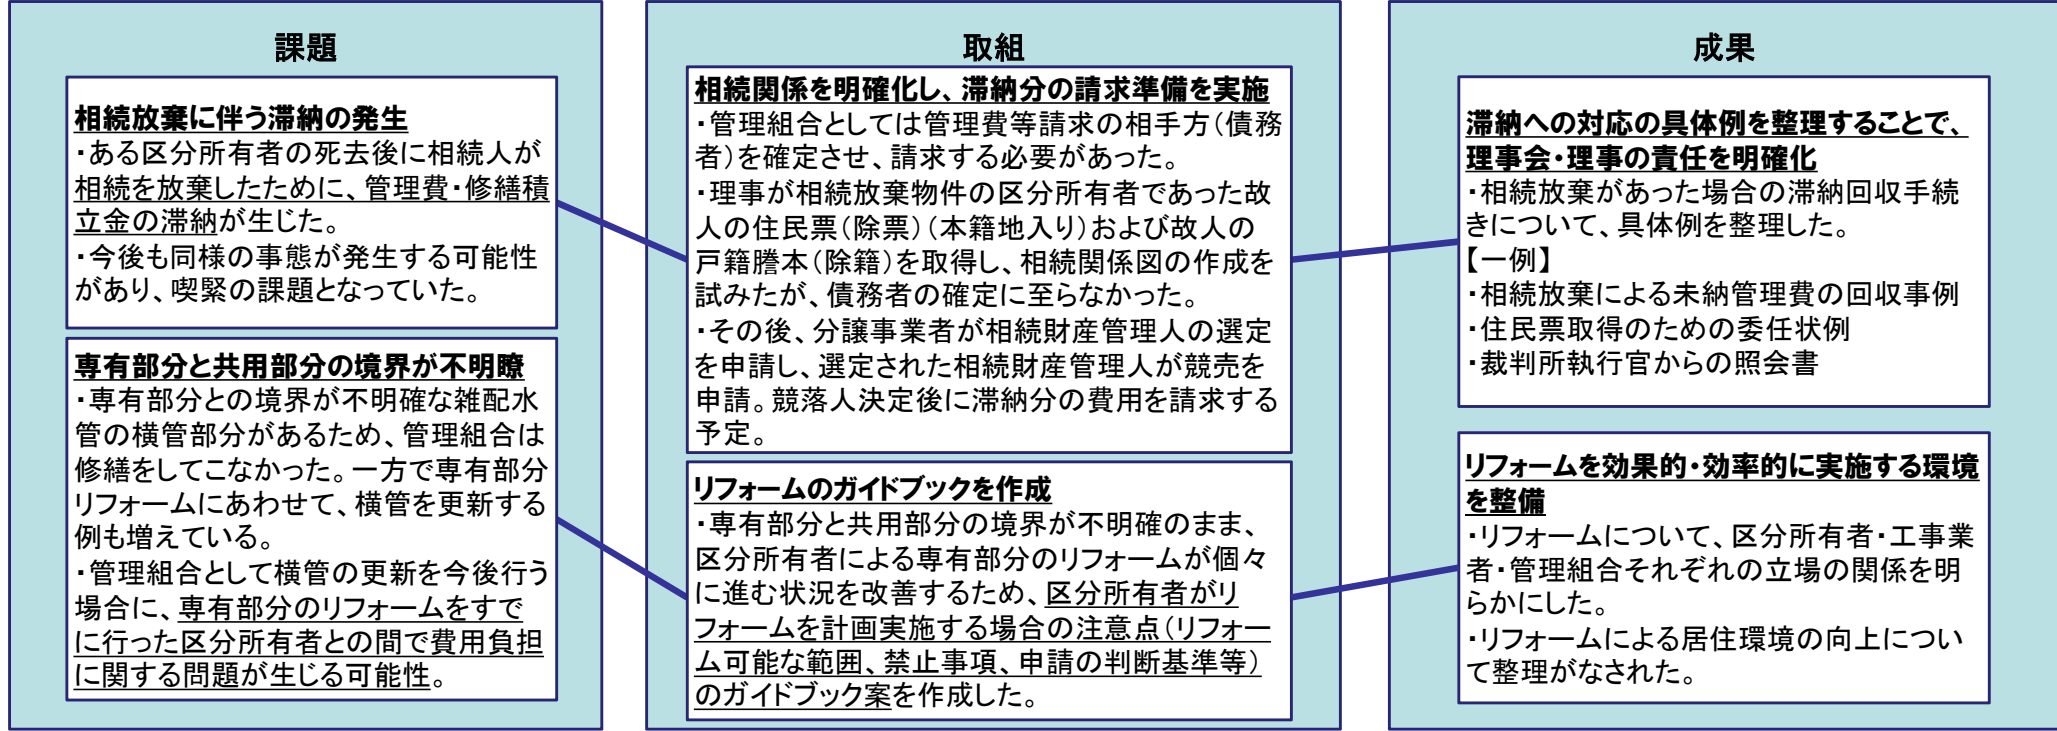 課題
相続放棄に伴う滞納の発生
・ある区分所有者の死去後に相続人が
相続を放棄したために、管理費・修繕積
立金の滞納が生じた。
・今後も同様の事態が発生する可能性
があり、喫緊の課題となっていた。
専有部分と共用部分の境界が不明瞭
・専有部分との境界が不明確な雑配水
管の横管部分があるため、管理組合は
修繕をしてこなかった。一方で専有部分
リフォームにあわせて、横管を更新する
例も増えている。
・管理組合として横管の更新を今後行う
場合に、専有部分のリフォームをすで
に行った区分所有者との間で費用負担
に関する問題が生じる可能性。
取組
相続関係を明確化し、滞納分の請求準備を実施
・管理組合としては管理費等請求の相手方(債務
者)を確定させ、請求する必要があった。
・理事が相続放棄物件の区分所有者であった故
人の住民票(除票)(本籍地入り)および故人の
戸籍謄本(除籍)を取得し、相続関係図の作成を
試みたが、債務者の確定に至らなかった。
・その後、分譲事業者が相続財産管理人の選定
を申請し、選定された相続財産管理人が競売を
申請。競落人決定後に滞納分の費用を請求する
予定。
リフォームのガイドブックを作成
・専有部分と共用部分の境界が不明確のまま、
区分所有者による専有部分のリフォームが個々
に進む状況を改善するため、区分所有者がリ
フォームを計画実施する場合の注意点(リフォー
ム可能な範囲、禁止事項、申請の判断基準等)
のガイドブック案を作成した。
成果
滞納への対応の具体例を整理することで、
理事会・理事の責任を明確化
・相続放棄があった場合の滞納回収手続
きについて、具体例を整理した。
【一例】
・相続放棄による未納管理費の回収事例
・住民票取得のための委任状例
・裁判所執行官からの照会書
リフォームを効果的・効率的に実施する環境
を整備
・リフォームについて、区分所有者・工事業
者・管理組合それぞれの立場の関係を明
らかにした。
・リフォームによる居住環境の向上につい
て整理がなされた。